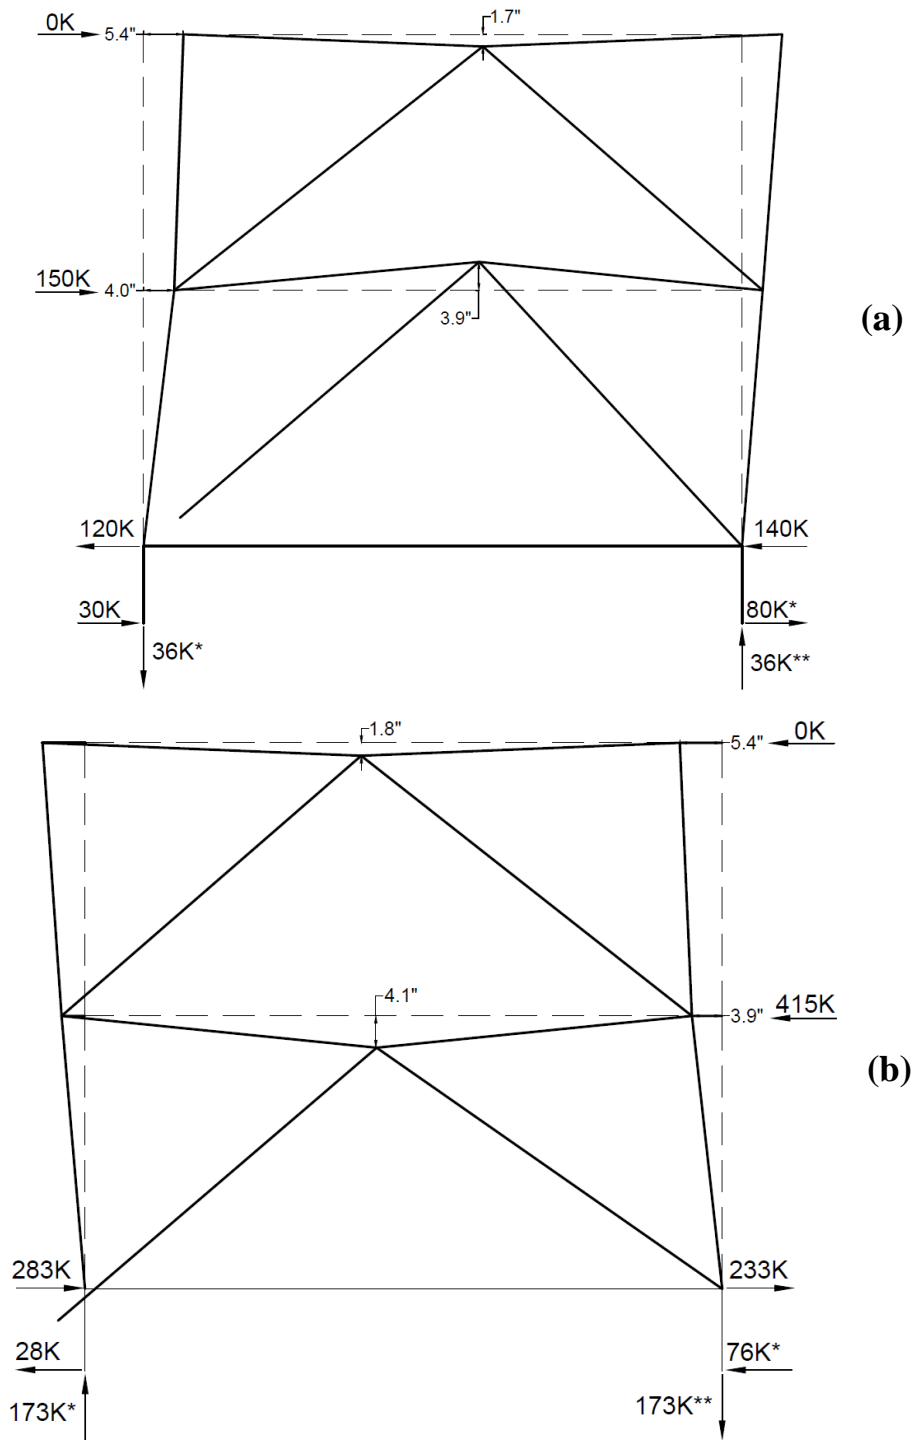 0K 5.4" 1.7"
150K 4.0"
3.9"
(a)
120K 140K
30K 80K*
36K* 36K**
1.8" 5.4" 0K
4.1" 3.9" 415K
(b)
283K 233K
28K 76K*
173K* 173K**